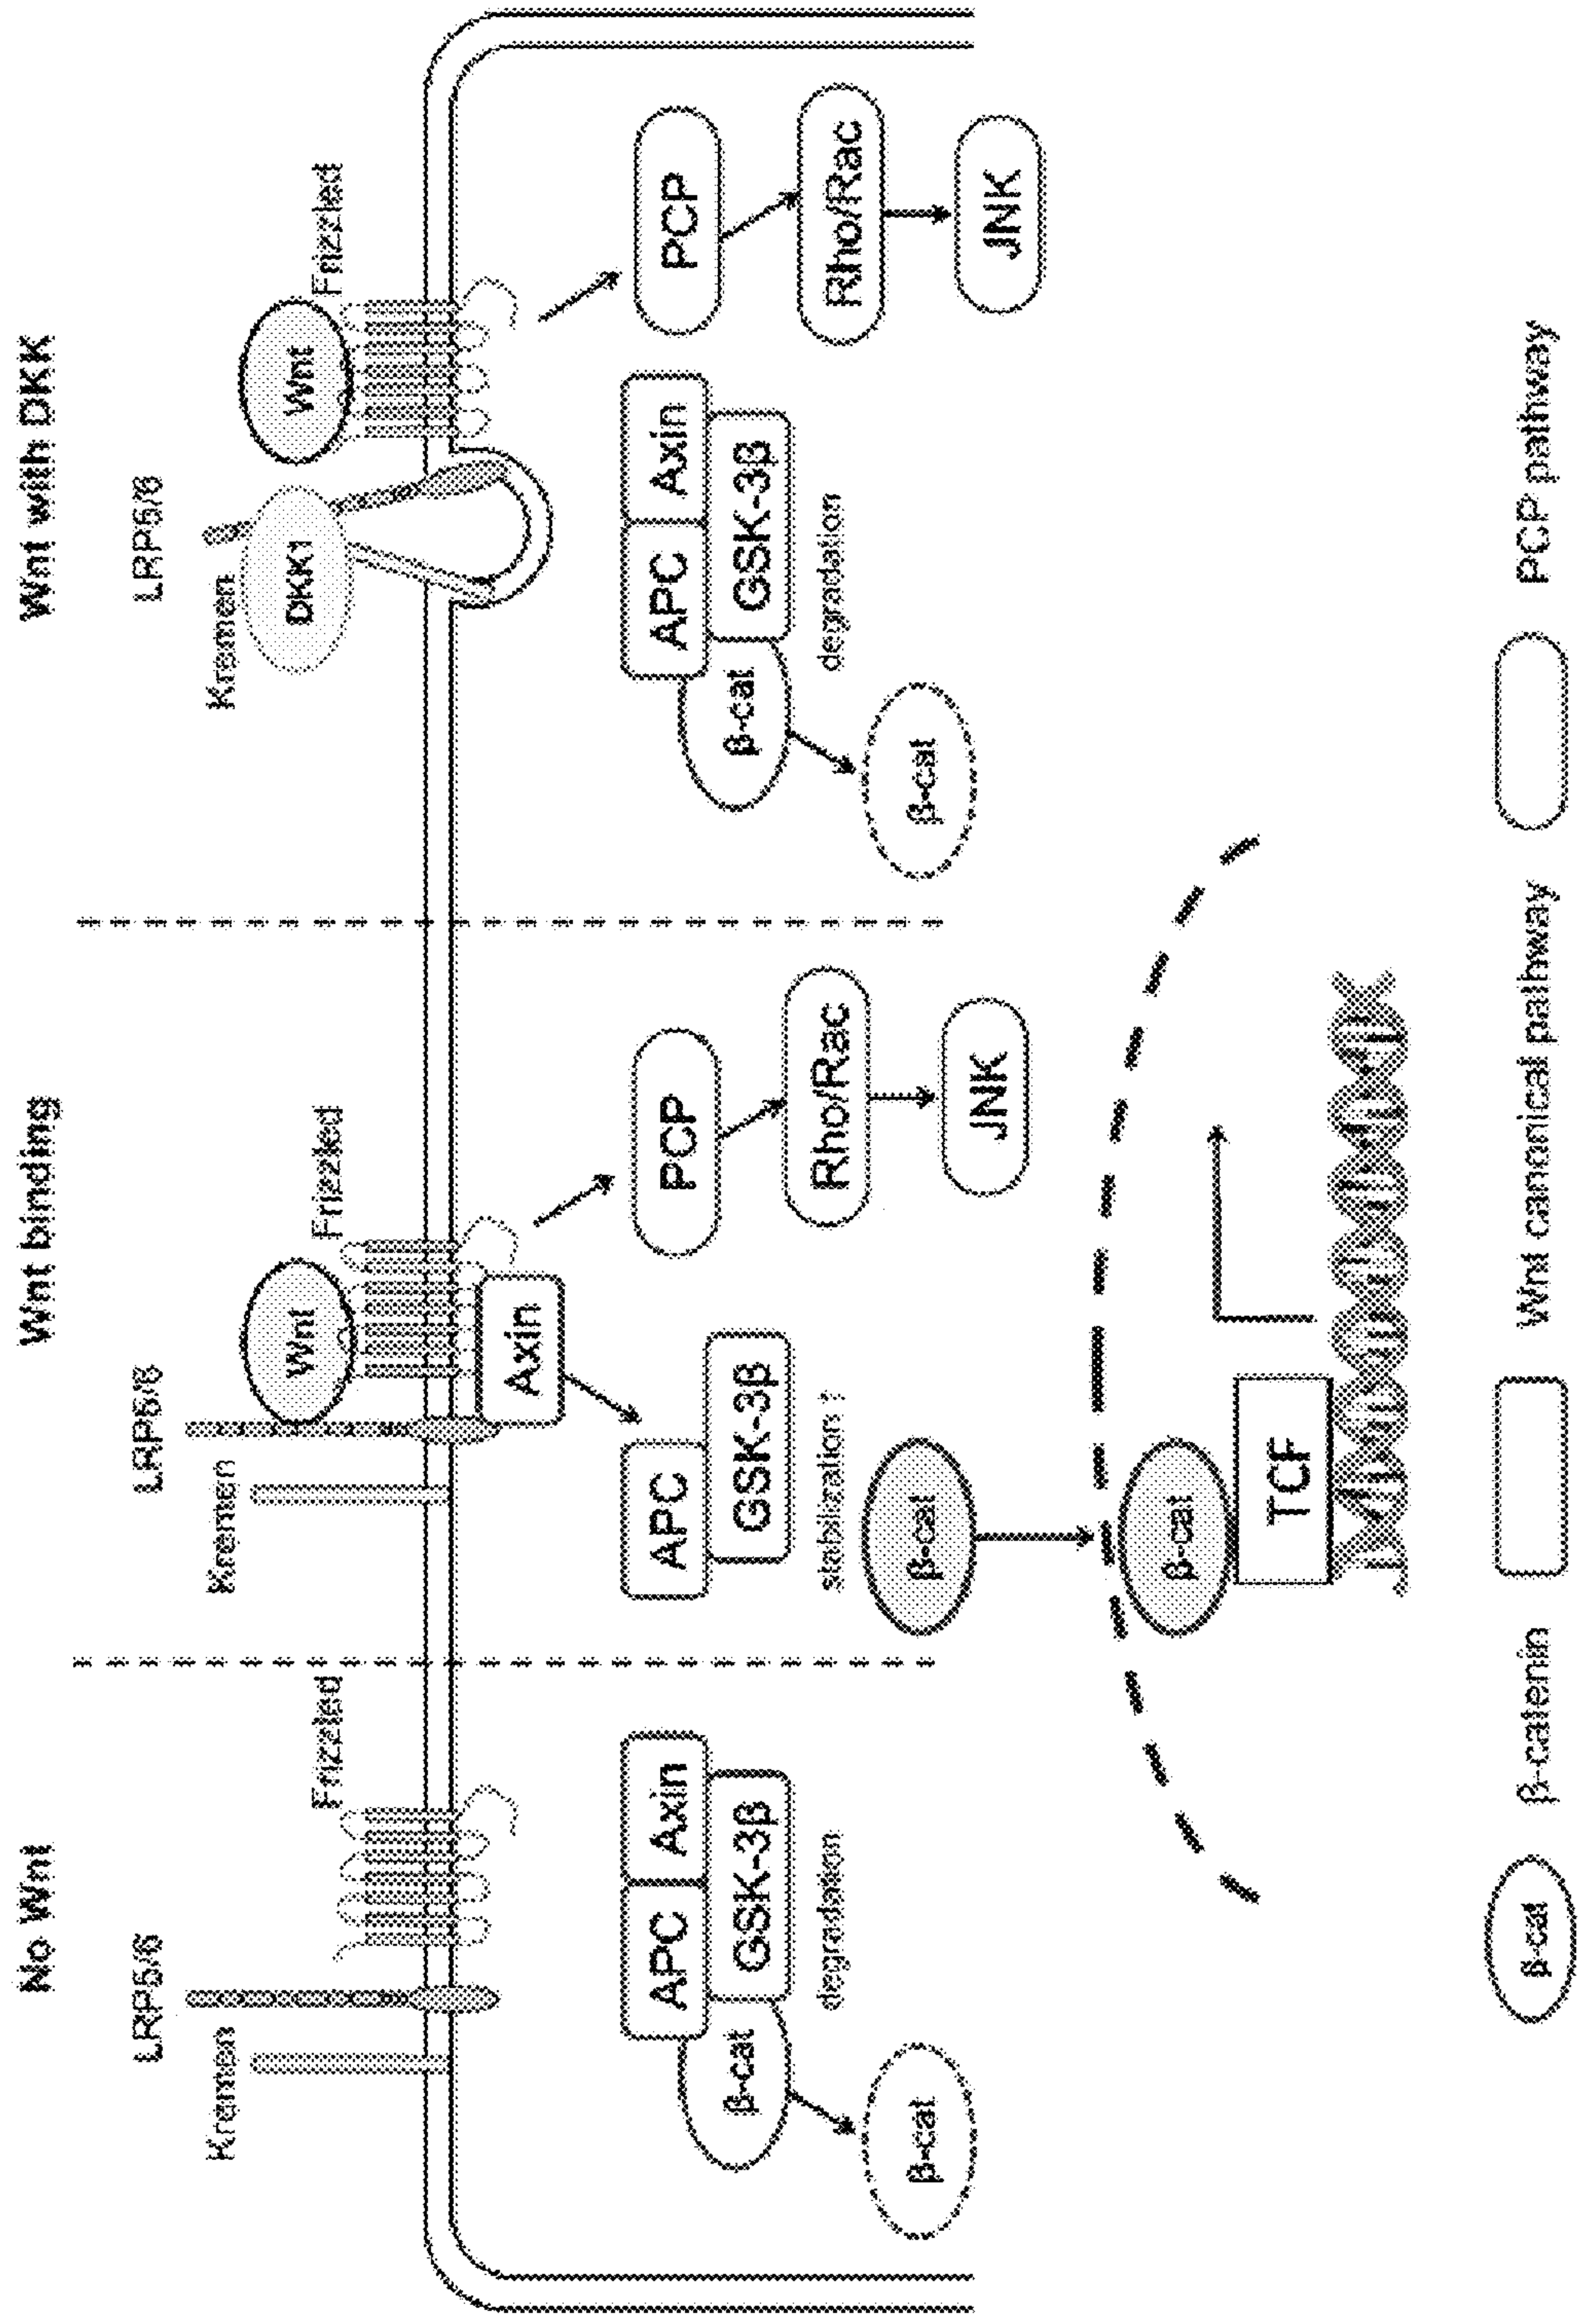 No Wnt
Wnt binding
Wnt with DKK
LRP5/6
LRP5/6
LRP5/6
Kremen
Frizzled
Kremen
Wnt
Frizzled
Kremen
DKK1
Wnt
Frizzled
Axin
APC
Axin
β-cat
GSK-3β
degradation
β-cat
APC
GSK-3β
stabilization ?
β-cat
PCP
Rho/Rac
JNK
APC
Axin
β-cat
GSK-3β
degradation
β-cat
PCP
Rho/Rac
JNK
β-cat
TCF
β-cat
β-catenin
Wnt canonical pathway
PCP pathway